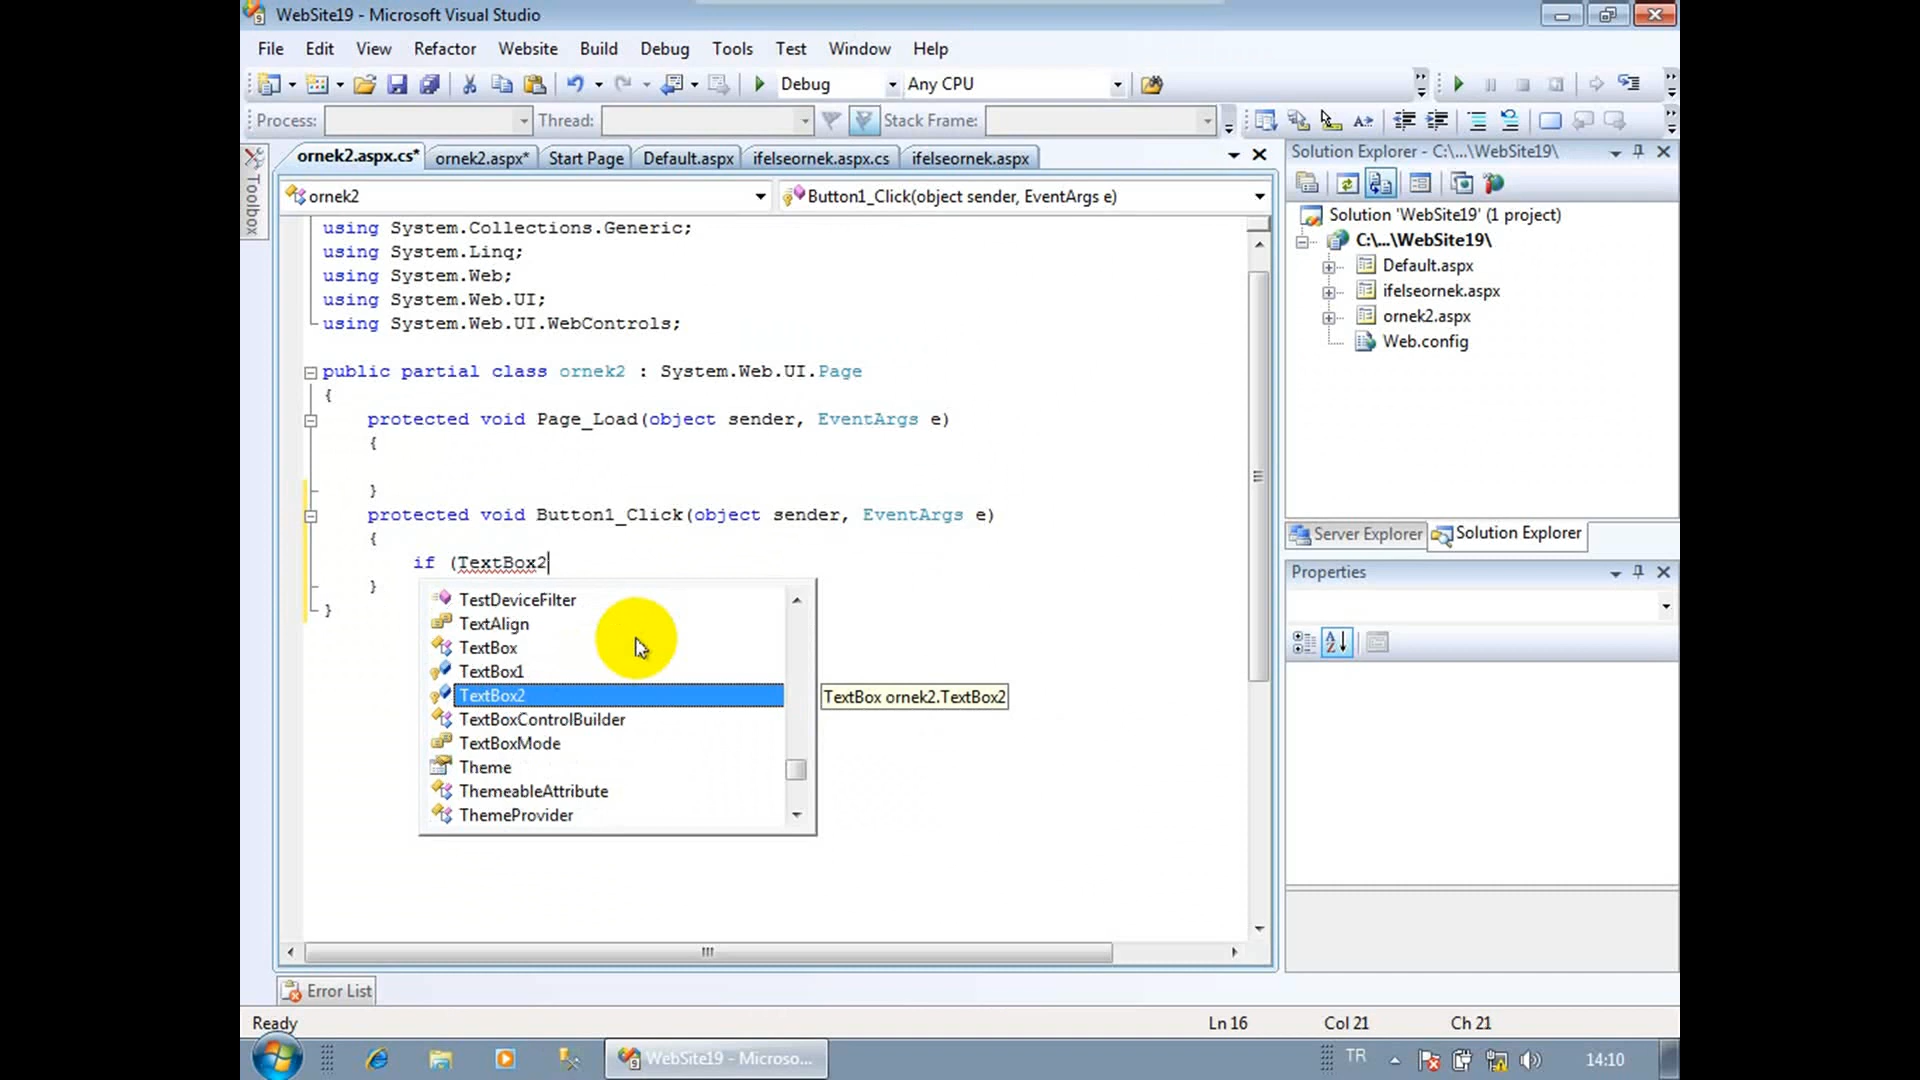 WebSite19 - Microsoft Visual Studio
File Edit View Refactor Website Build Debug Tools Test Window Help
Debug Any CPU
Process: Thread: Stack Frame:
ornek2.aspx.cs* ornek2.aspx* Start Page Default.aspx ifelseornek.aspx.cs ifelseornek.aspx
Toolbox
ornek2 Button1_Click(object sender, EventArgs e)
using System.Collections.Generic;
using System.Linq;
using System.Web;
using System.Web.UI;
using System.Web.UI.WebControls;
public partial class ornek2 : System.Web.UI.Page
{
protected void Page_Load(object sender, EventArgs e)
{
}
protected void Button1_Click(object sender, EventArgs e)
{
if (TextBox2
}
}
TestDeviceFilter
TextAlign
TextBox
TextBox1
TextBox2
TextBoxControlBuilder
TextBoxMode
Theme
ThemeableAttribute
ThemeProvider
TextBox ornek2.TextBox2
Solution Explorer - C:\...\WebSite19\
Solution 'WebSite19' (1 project)
C:\...\WebSite19\
Default.aspx
ifelseornek.aspx
ornek2.aspx
Web.config
Server Explorer Solution Explorer
Properties
Error List
Ready Ln 16 Col 21 Ch 21
WebSite19 - Microso... TR 14:10